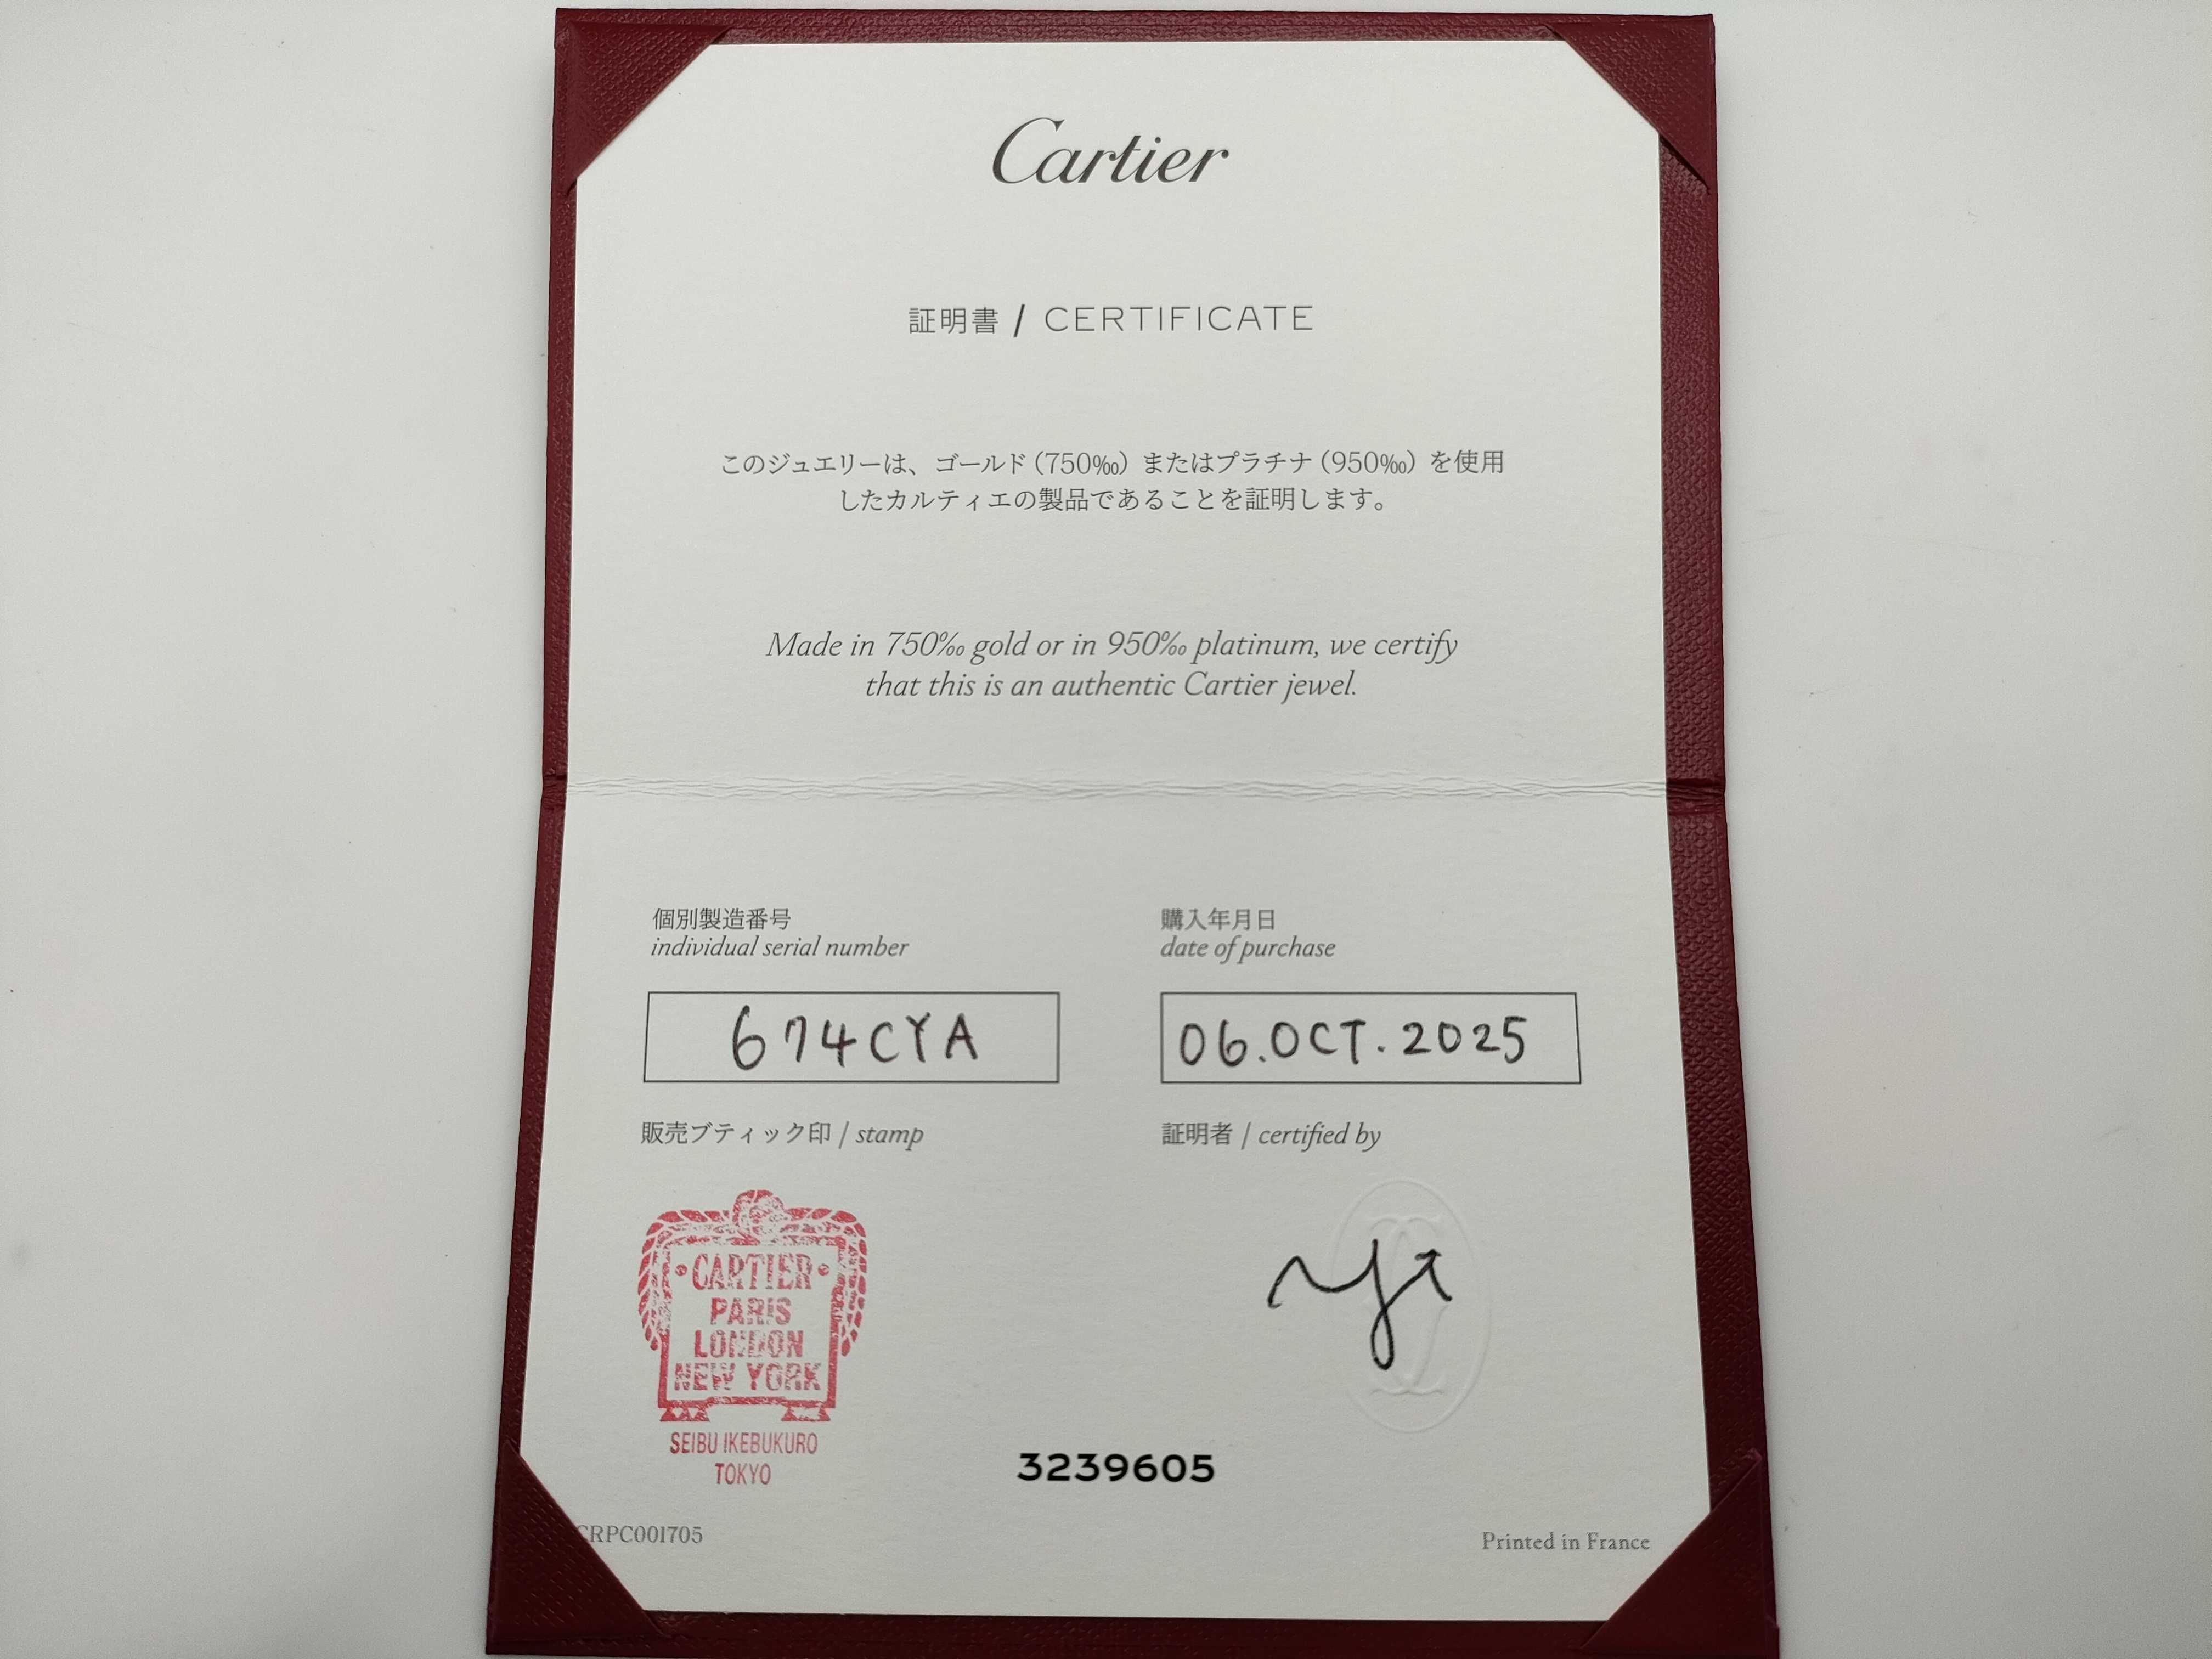 Cartier
証明書 / CERTIFICATE
このジュエリーは、ゴールド（750‰）またはプラチナ（950‰）を使用
したカルティエの製品であることを証明します。
Made in 750‰ gold or in 950‰ platinum, we certify
that this is an authentic Cartier jewel.
個別製造番号
individual serial number
674CYA
購入年月日
date of purchase
06.OCT.2025
販売ブティック印 / stamp
CARTIER
PARIS
LONDON
NEW YORK
SEIBU IKEBUKURO
TOKYO
証明者 / certified by
3239605
CRPC001705
Printed in France